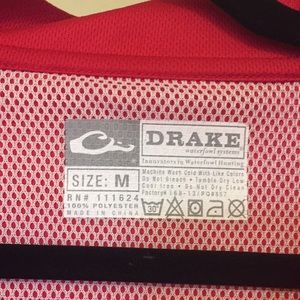 DRAKE
waterfowl systems
Innovators in Waterfowl Hunting
SIZE: M
RN# 111624
100% POLYESTER
MADE IN CHINA
Machine Wash Cold With Like Colors
Do Not Bleach • Tumble Dry Low
Cool Iron • Do Not Dry Clean
30°